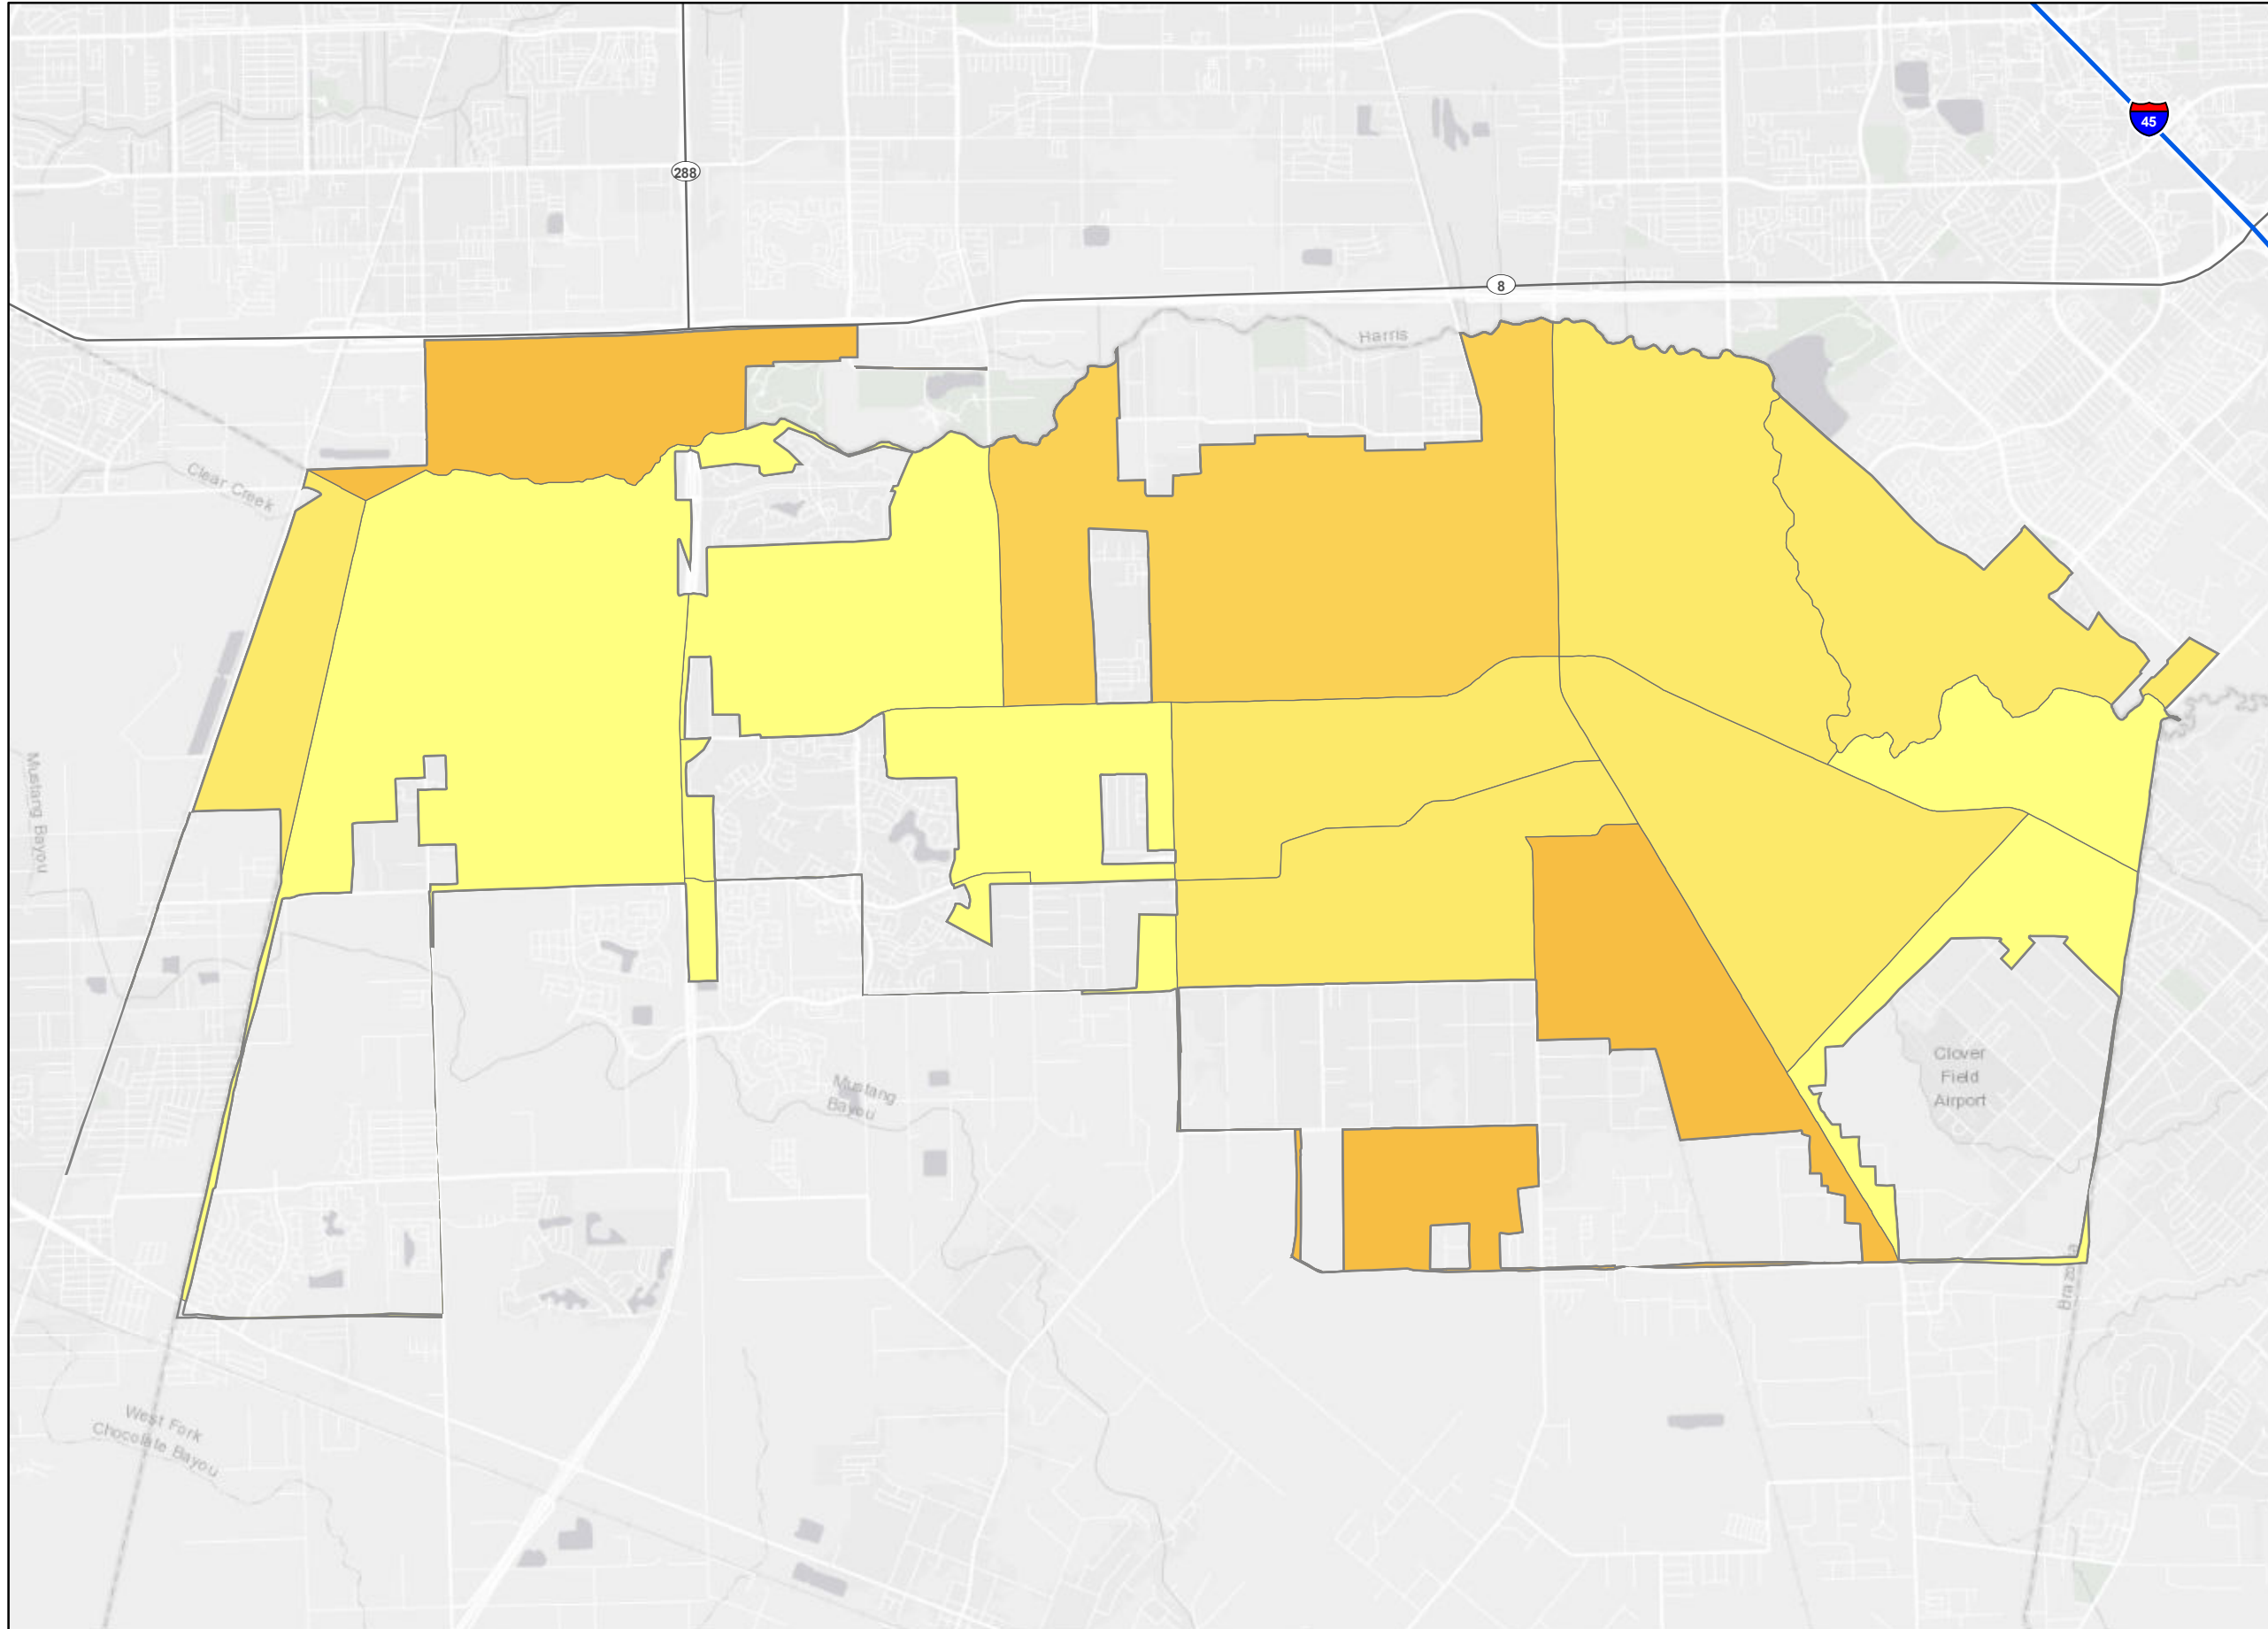 45
288
8
Harris
Clear Creek
Mustang Bayou
Clover
Field
Airport
Mustang
Bayou
West Fork
Chocolate Bayou